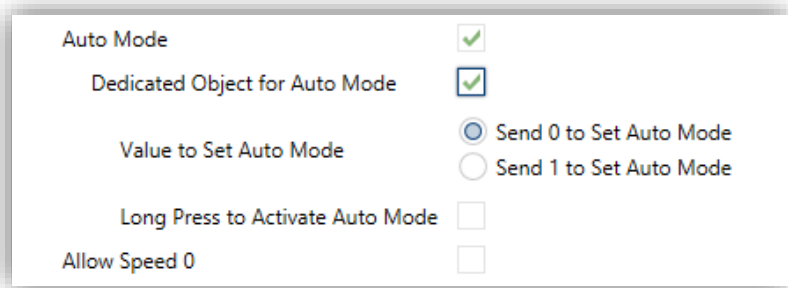 Auto Mode
Dedicated Object for Auto Mode
Send 0 to Set Auto Mode
Value to Set Auto Mode
Send 1 to Set Auto Mode
Long Press to Activate Auto Mode
Allow Speed 0